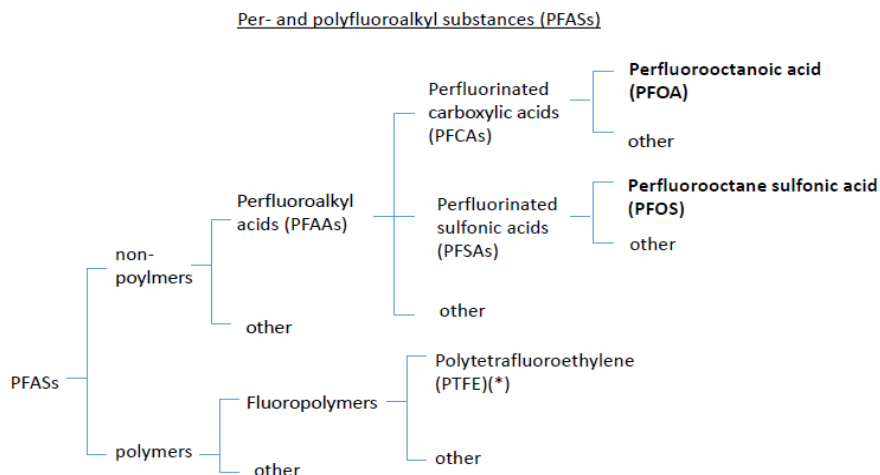 Per- and polyfluroalkyl substances (PFASs)
Perfluorooctanoic acid
(PFOA)
Perfluorinated
carboxylic acids
(PFCAs)
other
Perfluorooctane sulfonic acid
(PFOS)
Perfluoroalkyl
acids (PFAAs)
Perfluorinated
sulfonic acids
(PFSAs)
other
non-
poylmers
other
other
Polytetrafluoroethylene
(PTFE)(*)
PFASs
Fluoropolymers
polymers
other
other